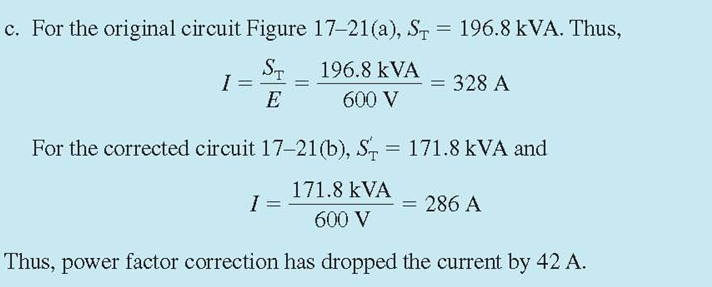 c. For the original circuit Figure 17–21(a), S_T = 196.8 kVA. Thus,
I = S_T / E = 196.8 kVA / 600 V = 328 A
For the corrected circuit 17–21(b), S′_T = 171.8 kVA and
I = 171.8 kVA / 600 V = 286 A
Thus, power factor correction has dropped the current by 42 A.